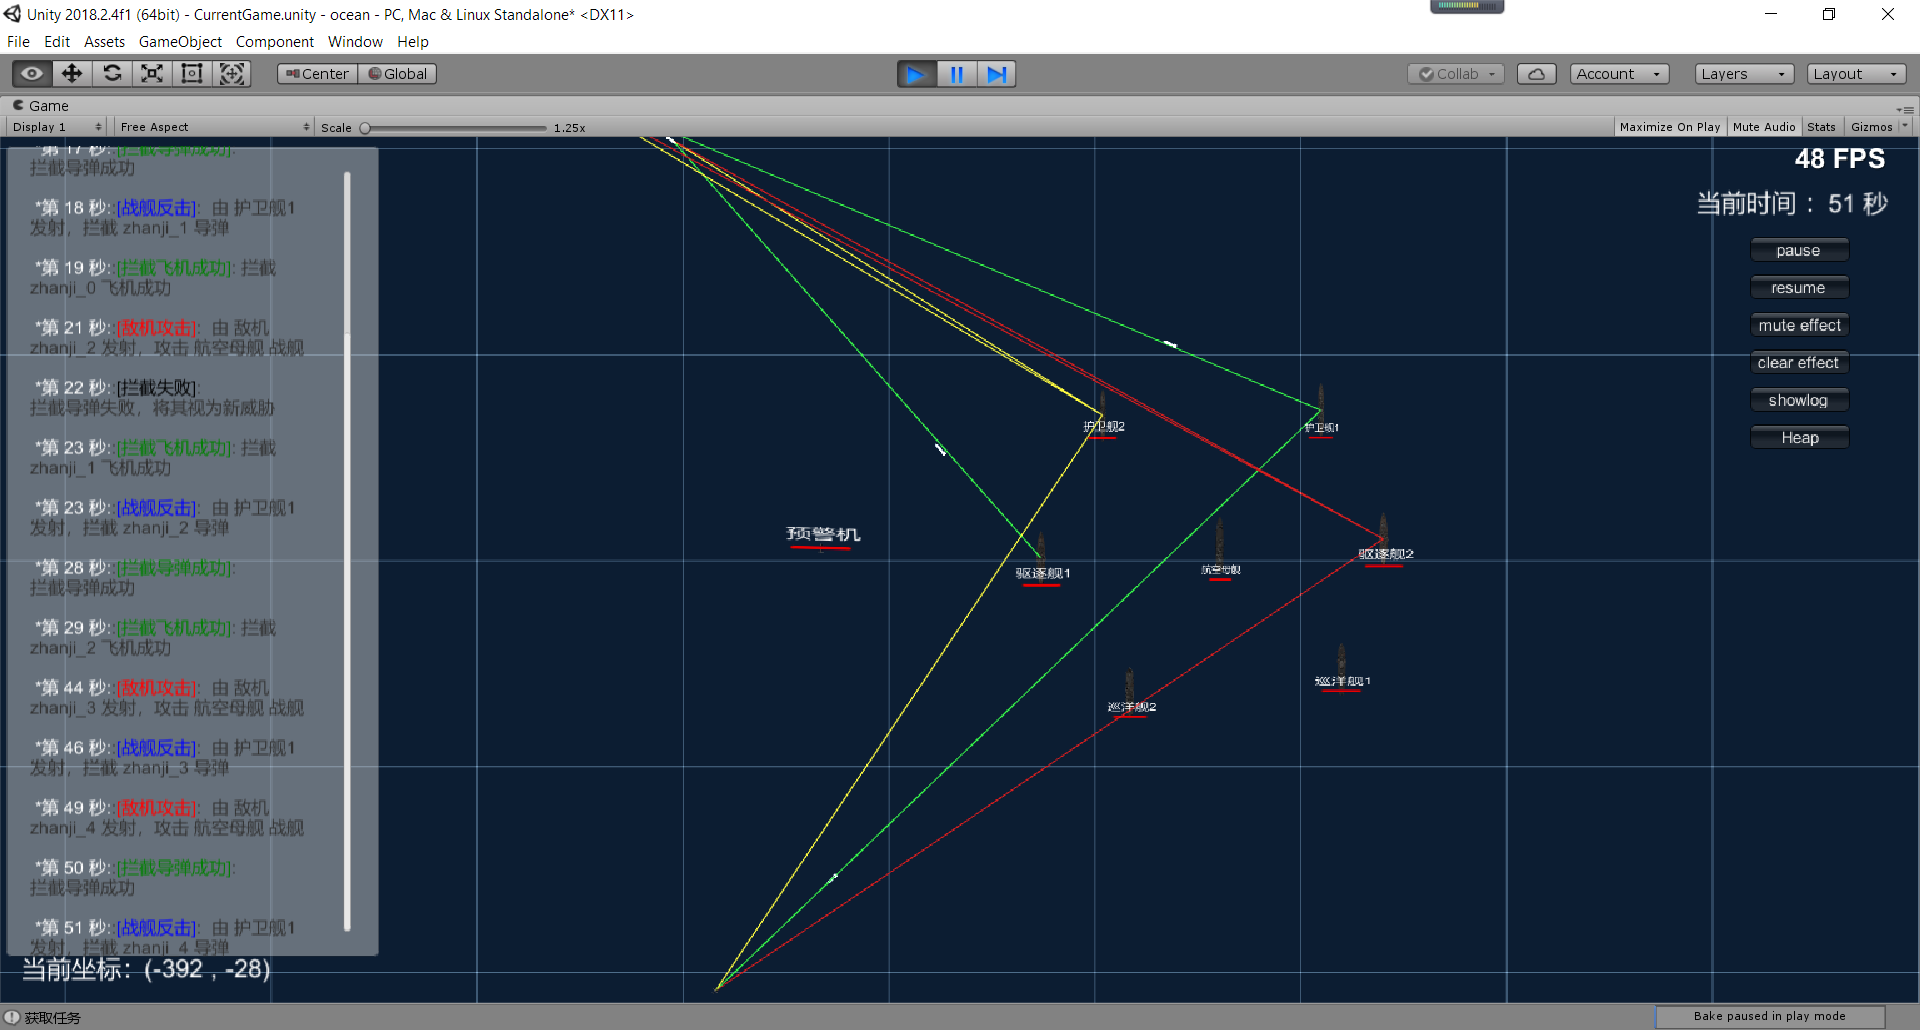 Unity 2018.2.4f1 (64bit) - CurrentGame.unity - ocean - PC, Mac & Linux Standalone* <DX11>
File Edit Assets GameObject Component Window Help
Center Global Collab Account Layers Layout
Game
Display 1 Free Aspect Scale 1.25x Maximize On Play Mute Audio Stats Gizmos
*第 17 秒:[拦截导弹成功]:
拦截导弹成功
*第 18 秒:[战舰反击]: 由 护卫舰1
发射，拦截 zhanji_1 导弹
*第 19 秒:[拦截飞机成功]: 拦截
zhanji_0 飞机成功
*第 21 秒:[敌机攻击]: 由 敌机
zhanji_2 发射，攻击 航空母舰 战舰
*第 22 秒:[拦截失败]:
拦截导弹失败，将其视为新威胁
*第 23 秒:[拦截飞机成功]: 拦截
zhanji_1 飞机成功
*第 23 秒:[战舰反击]: 由 护卫舰1
发射，拦截 zhanji_2 导弹
*第 28 秒:[拦截导弹成功]:
拦截导弹成功
*第 29 秒:[拦截飞机成功]: 拦截
zhanji_2 飞机成功
*第 44 秒:[敌机攻击]: 由 敌机
zhanji_3 发射，攻击 航空母舰 战舰
*第 46 秒:[战舰反击]: 由 护卫舰1
发射，拦截 zhanji_3 导弹
*第 49 秒:[敌机攻击]: 由 敌机
zhanji_4 发射，攻击 航空母舰 战舰
*第 50 秒:[拦截导弹成功]:
拦截导弹成功
*第 51 秒:[战舰反击]: 由 护卫舰1
发射，拦截 zhanji_4 导弹
当前坐标：(-392 , -28)
48 FPS
当前时间 ： 51 秒
pause
resume
mute effect
clear effect
showlog
Heap
护卫舰2
护卫舰1
预警机
驱逐舰1
航空母舰
驱逐舰2
巡洋舰1
巡洋舰2
获取任务
Bake paused in play mode